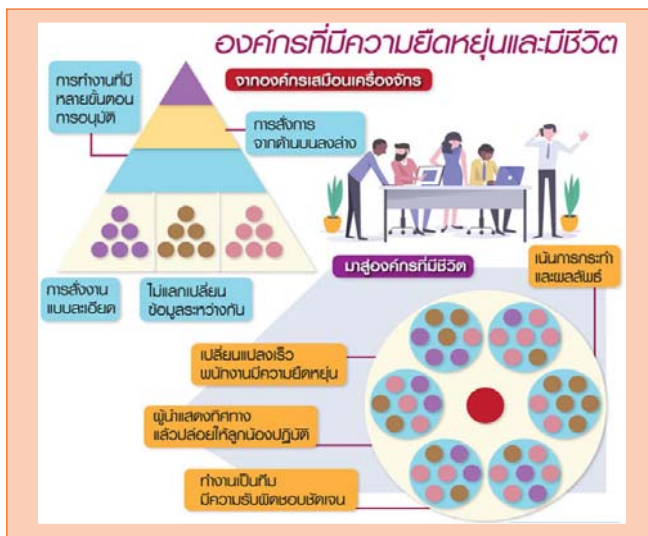 องค์กรที่มีความยืดหยุ่นและมีชีวิต
จากองค์กรเสมือนเครื่องจักร
การทำงานที่มี
หลายขั้นตอน
การอนุมัติ
การสั่งการ
จากด้านบนลงล่าง
การสั่งงาน
แบบละเอียด
ไม่แลกเปลี่ยน
ข้อมูลระหว่างกัน
มาสู่องค์กรที่มีชีวิต
เน้นการกระทำ
และผลลัพธ์
เปลี่ยนแปลงเร็ว
พนักงานมีความยืดหยุ่น
ผู้นำแสดงทิศทาง
แล้วปล่อยให้ลูกน้องปฏิบัติ
ทำงานเป็นทีม
มีความรับผิดชอบชัดเจน